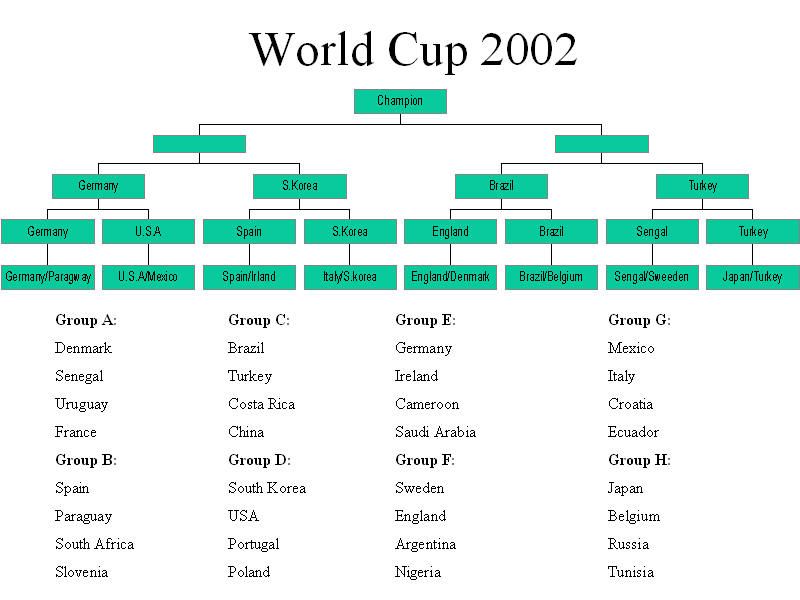 World Cup 2002
Champion
Germany S.Korea Brazil Turkey
Germany U.S.A Spain S.Korea England Brazil Sengal Turkey
Germany/Paragway U.S.A/Mexico Spain/Irland Italy/S.korea England/Denmark Brazil/Belgium Sengal/Sweeden Japan/Turkey
Group A: Group C: Group E: Group G:
Denmark Brazil Germany Mexico
Senegal Turkey Ireland Italy
Uruguay Costa Rica Cameroon Croatia
France China Saudi Arabia Ecuador
Group B: Group D: Group F: Group H:
Spain South Korea Sweden Japan
Paraguay USA England Belgium
South Africa Portugal Argentina Russia
Slovenia Poland Nigeria Tunisia